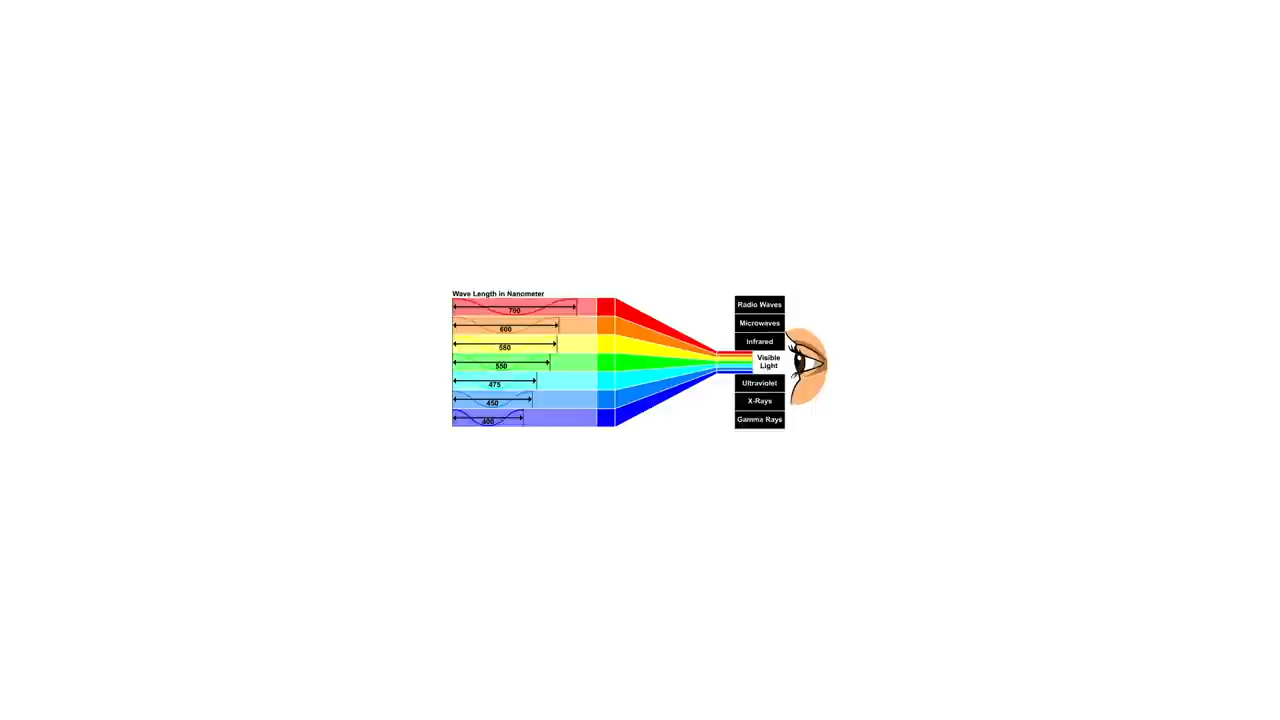 Wave Length in Nanometer
700
600
580
550
475
450
400
Radio Waves
Microwaves
Infrared
Visible
Light
Ultraviolet
X-Rays
Gamma Rays